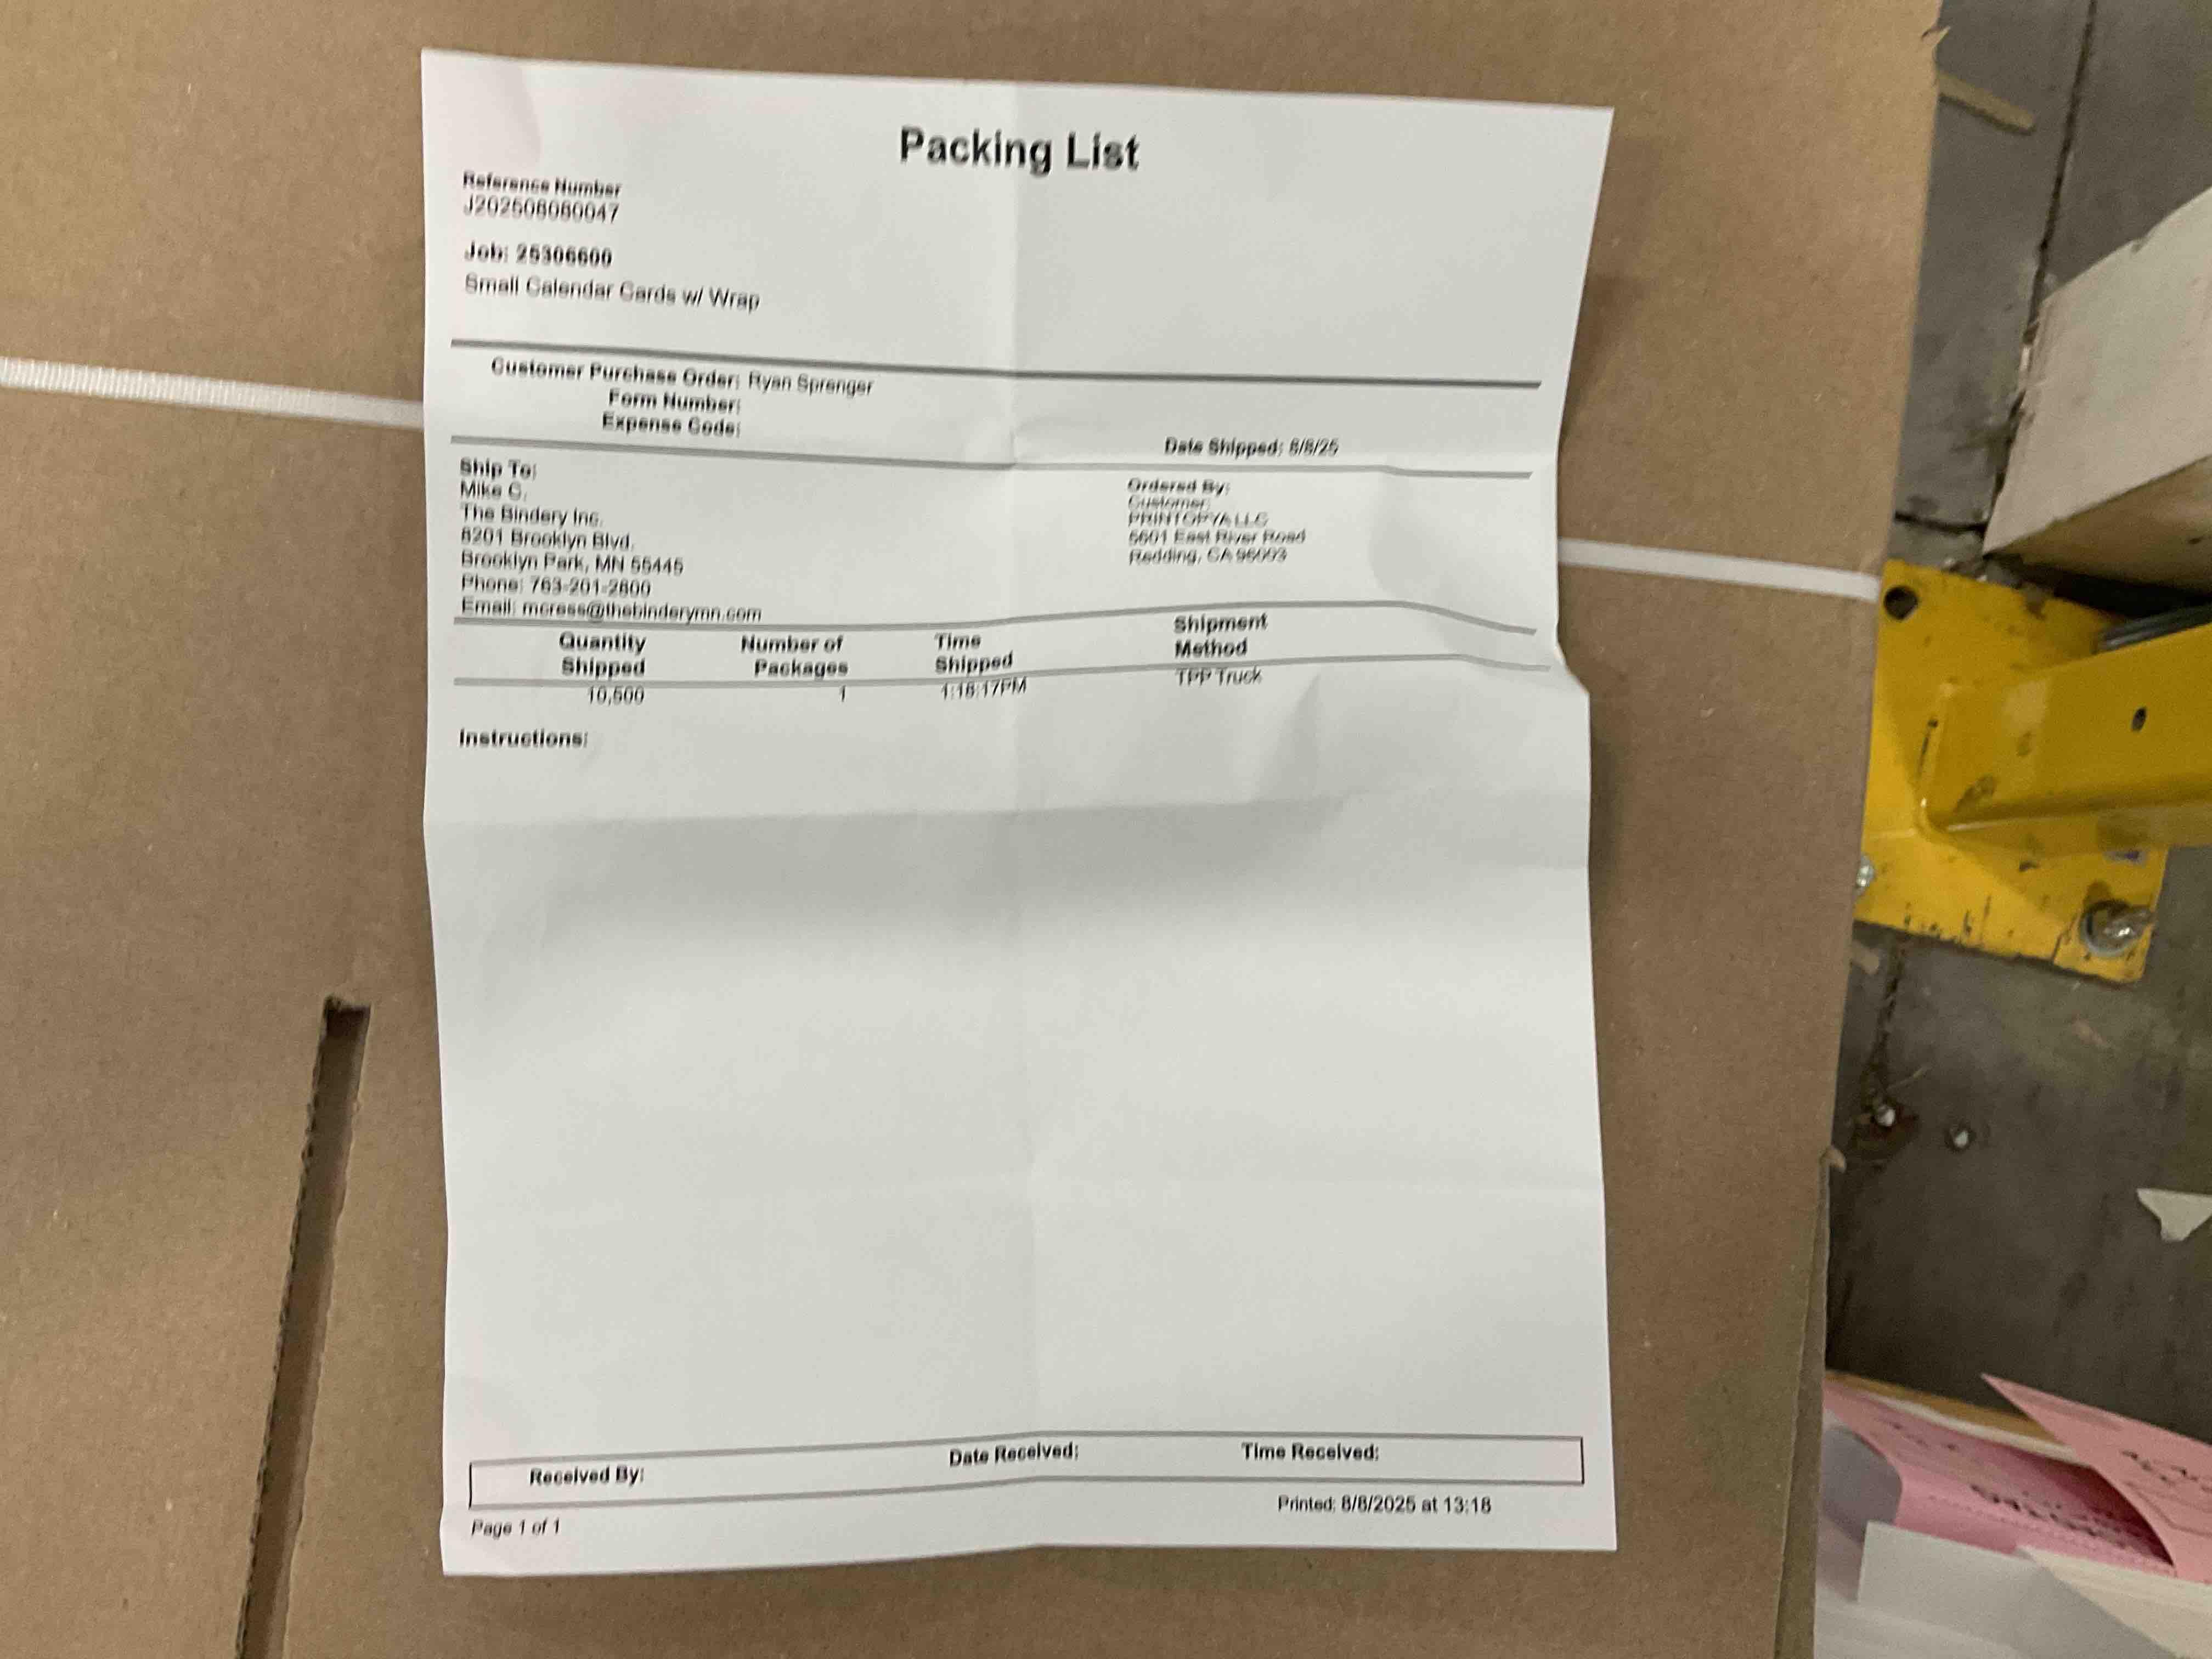 Packing List
Reference Number
J202508080047
Job: 25306600
Small Calendar Cards w/ Wrap
Customer Purchase Order: Ryan Sprenger
Form Number:
Expense Code:
Date Shipped: 8/8/25
Ship To:
Mike C.
The Bindery Inc.
8201 Brooklyn Blvd.
Brooklyn Park, MN 55445
Phone: 763-201-2800
Email: mcress@thebinderymn.com
Ordered By:
Customer:
LLC
East River Road
Redding, CA
Quantity Shipped
Number of Packages
Time Shipped
Shipment Method
10,500 1 1:18:17PM TPP Truck
Instructions:
Received By: Date Received: Time Received:
Printed: 8/8/2025 at 13:18
Page 1 of 1